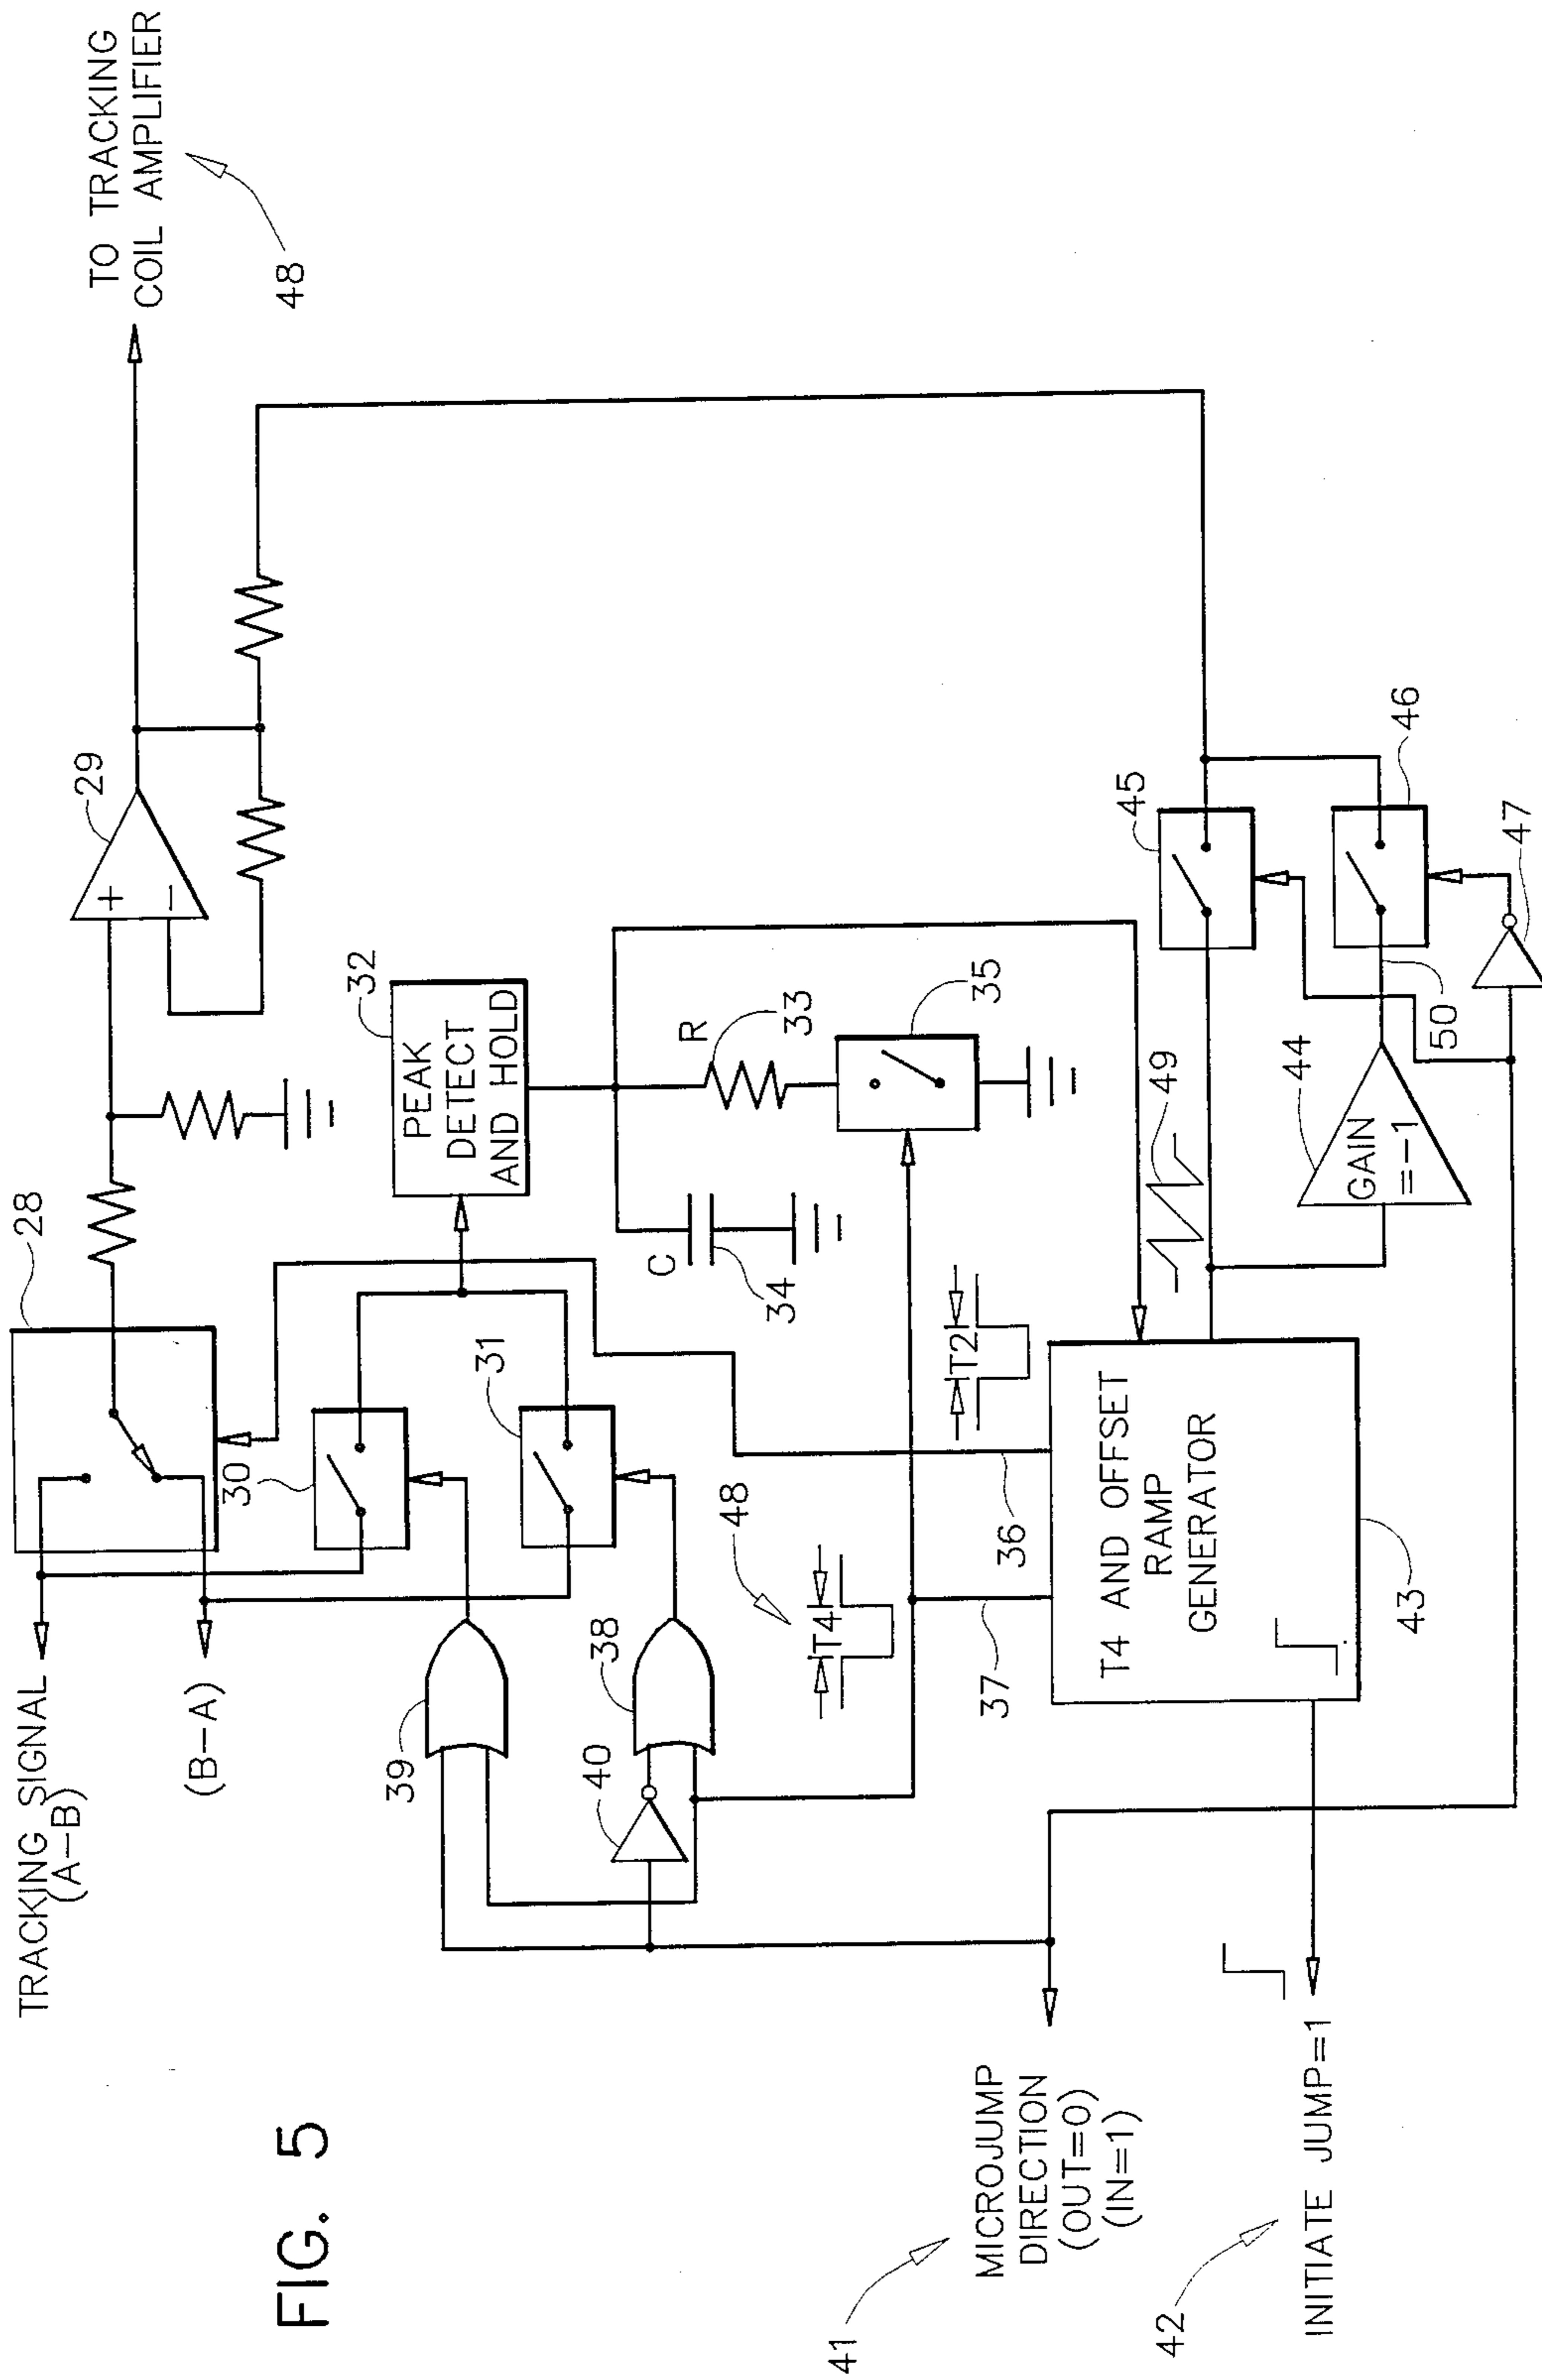 FIG. 5
TRACKING SIGNAL
(A-B)
(B-A)
28
30
31
39
38
40
29
TO TRACKING
COIL AMPLIFIER
48
32
PEAK
DETECT
AND HOLD
R
33
C
34
35
48
T4
T2
37
36
T4 AND OFFSET
RAMP
GENERATOR
43
49
45
46
47
44
GAIN
=-1
50
41
MICROJUMP
DIRECTION
(OUT=0)
(IN=1)
42
INITIATE JUMP=1